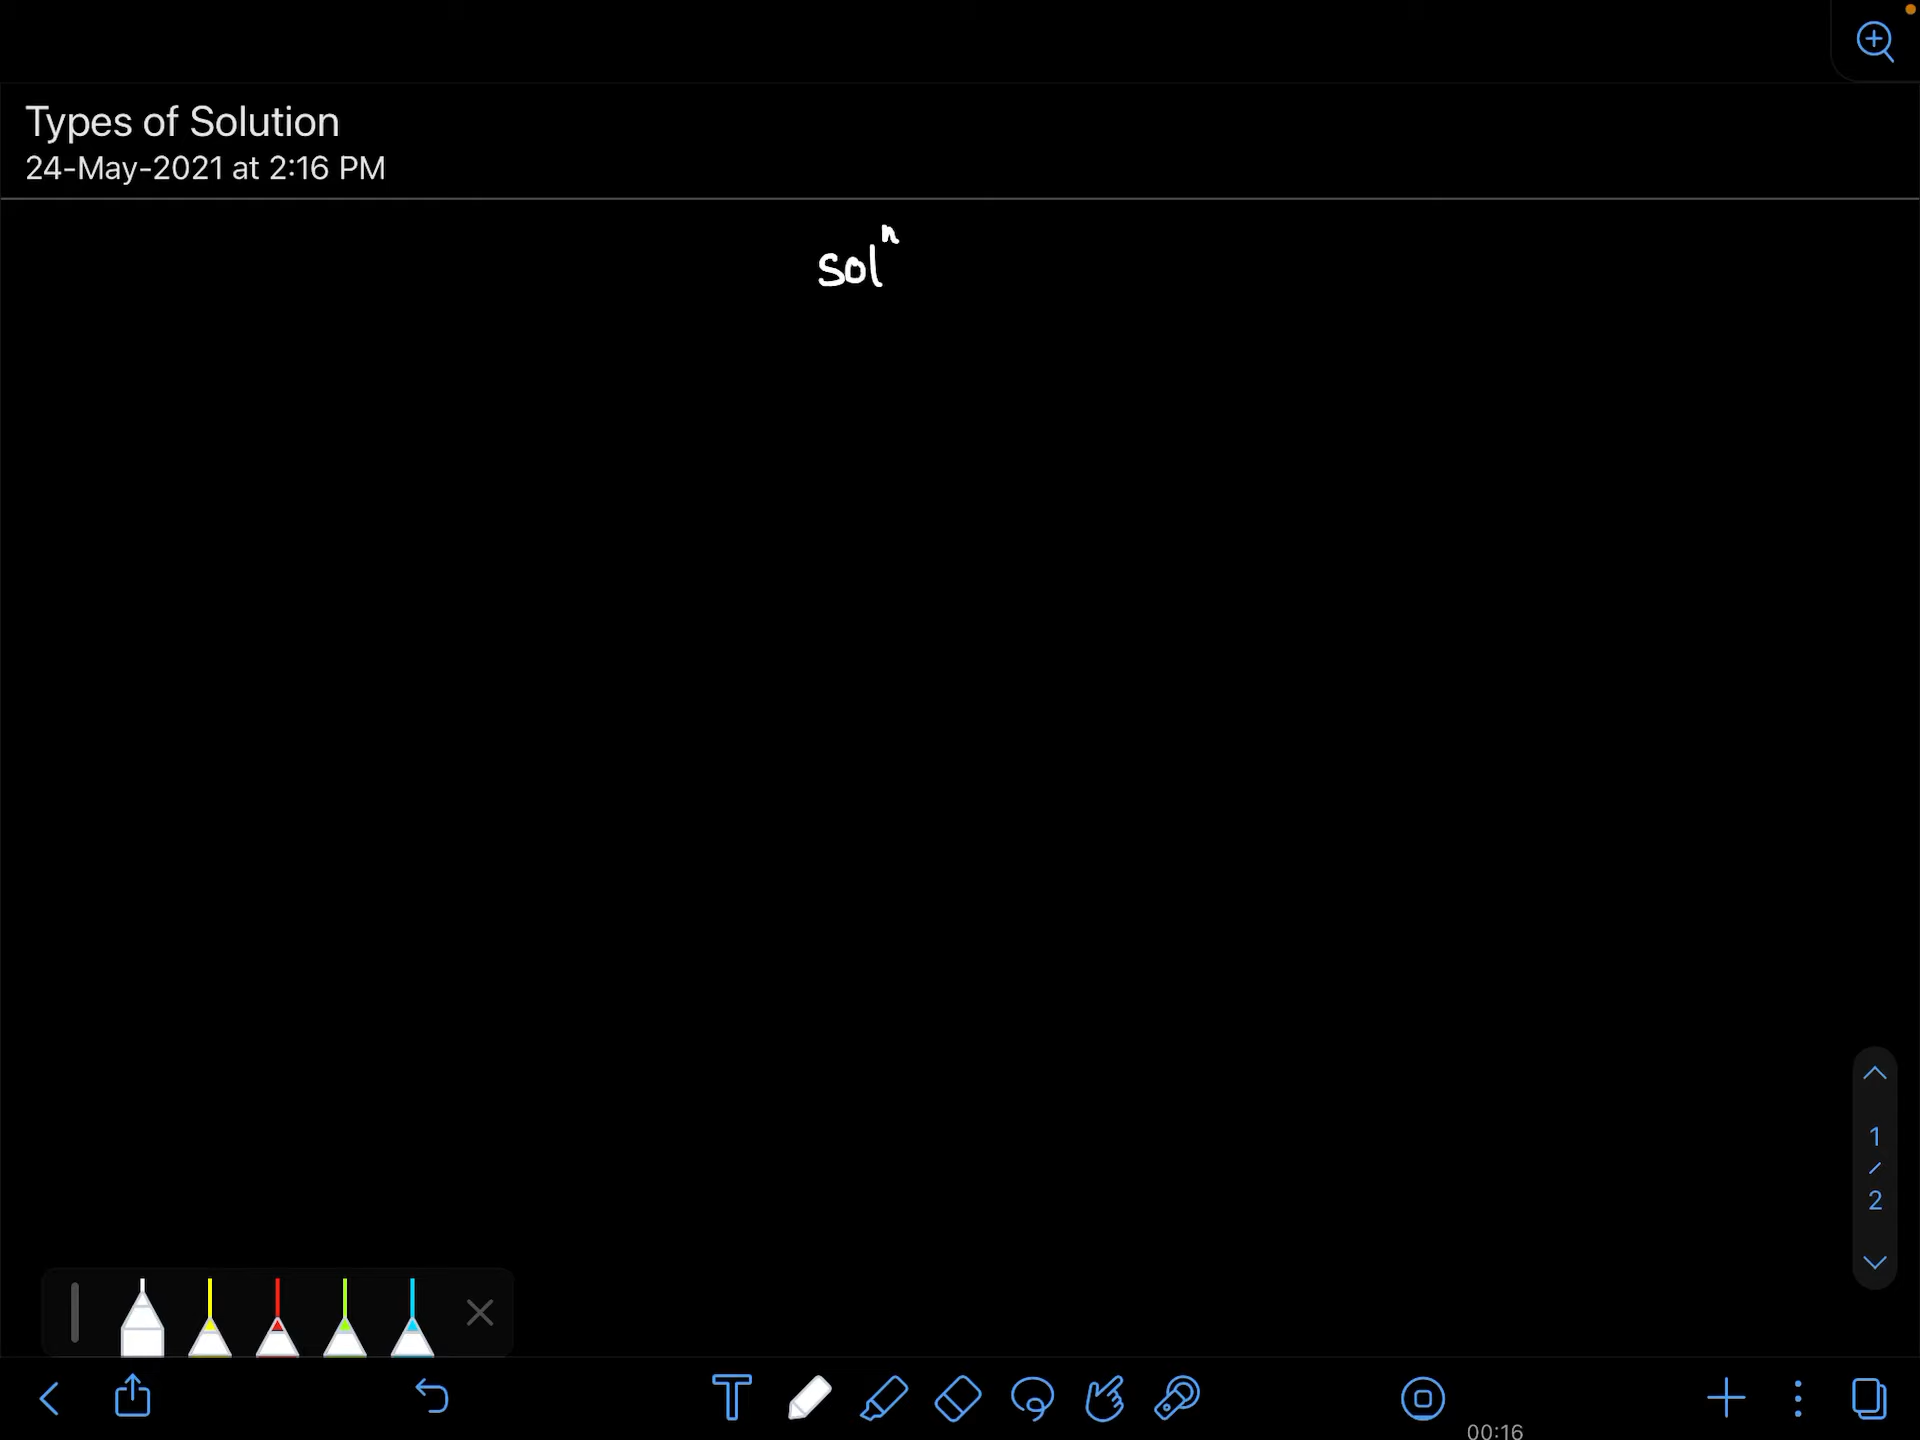 Types of Solution
24-May-2021 at 2:16 PM
solⁿ
1
/
2
00:16